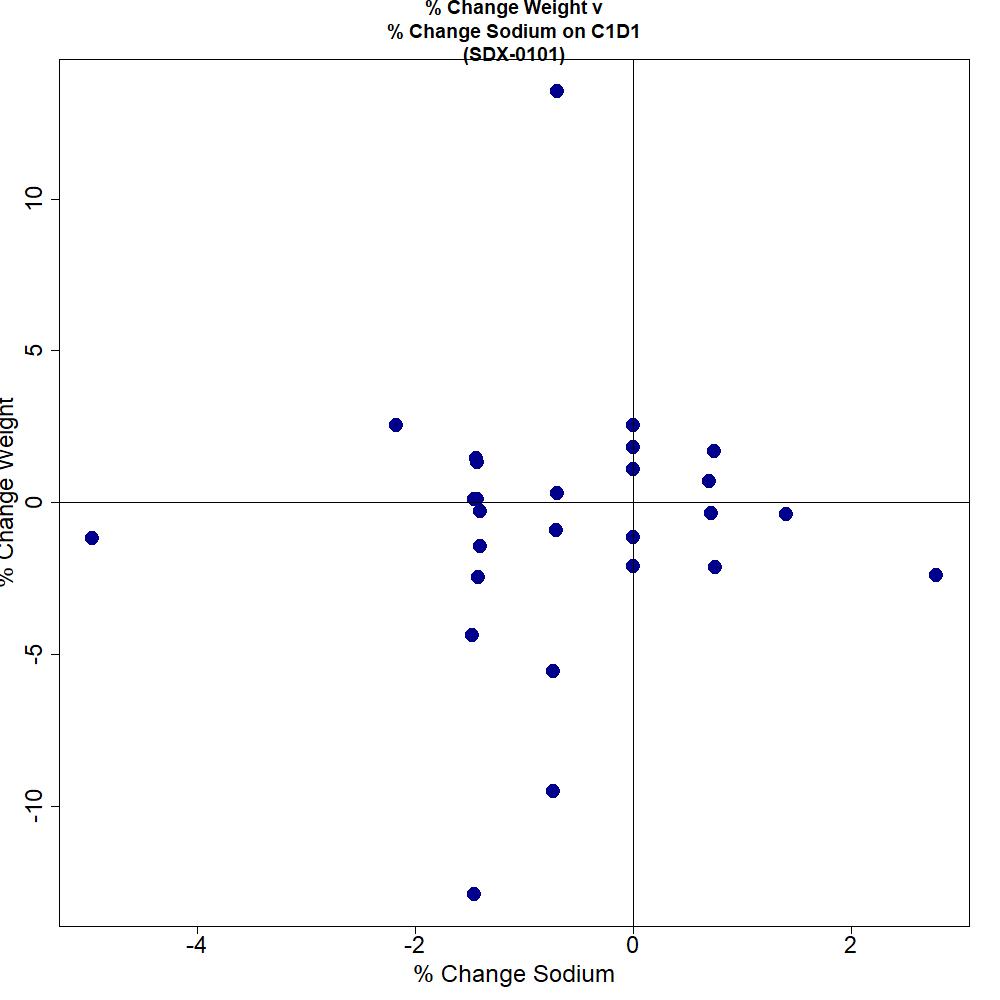 % Change Weight v
% Change Sodium on C1D1
(SDX-0101)
% Change Weight
10
5
0
-5
-10
-4
-2
0
2
% Change Sodium